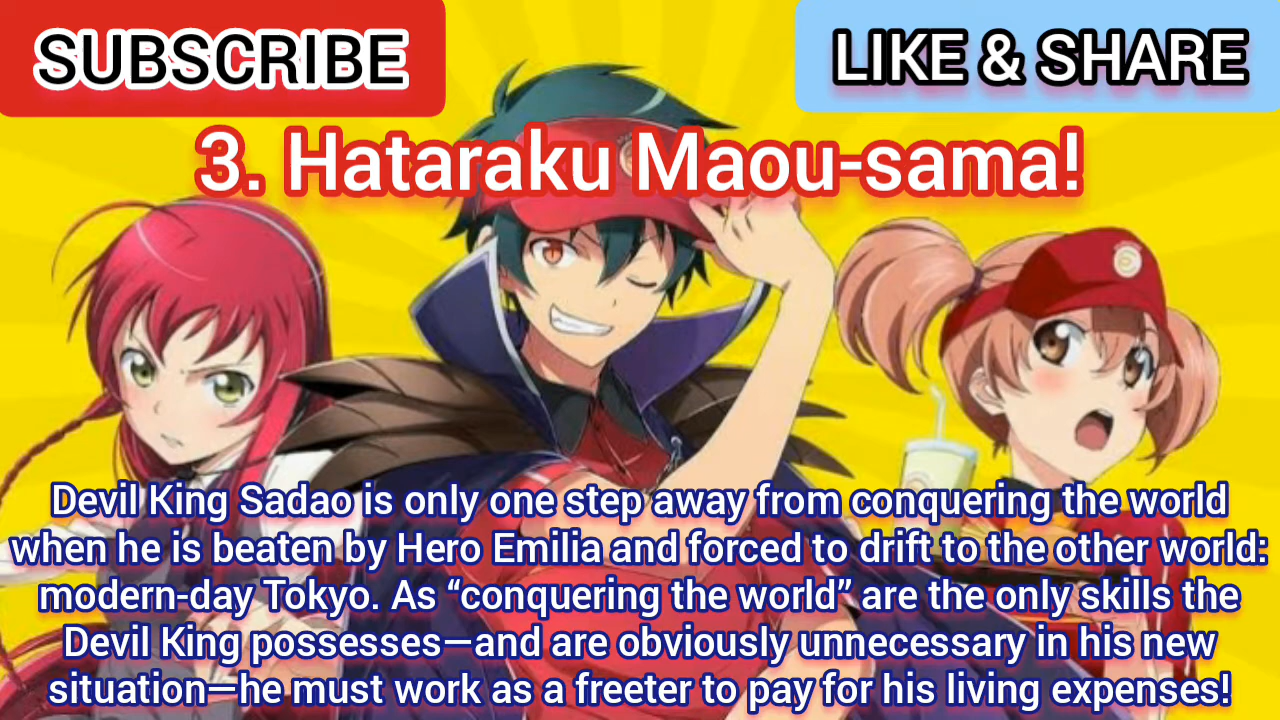 SUBSCRIBE
LIKE & SHARE
3. Hataraku Maou-sama!
Devil King Sadao is only one step away from conquering the world
when he is beaten by Hero Emilia and forced to drift to the other world:
modern-day Tokyo. As “conquering the world” are the only skills the
Devil King possesses—and are obviously unnecessary in his new
situation—he must work as a freeter to pay for his living expenses!